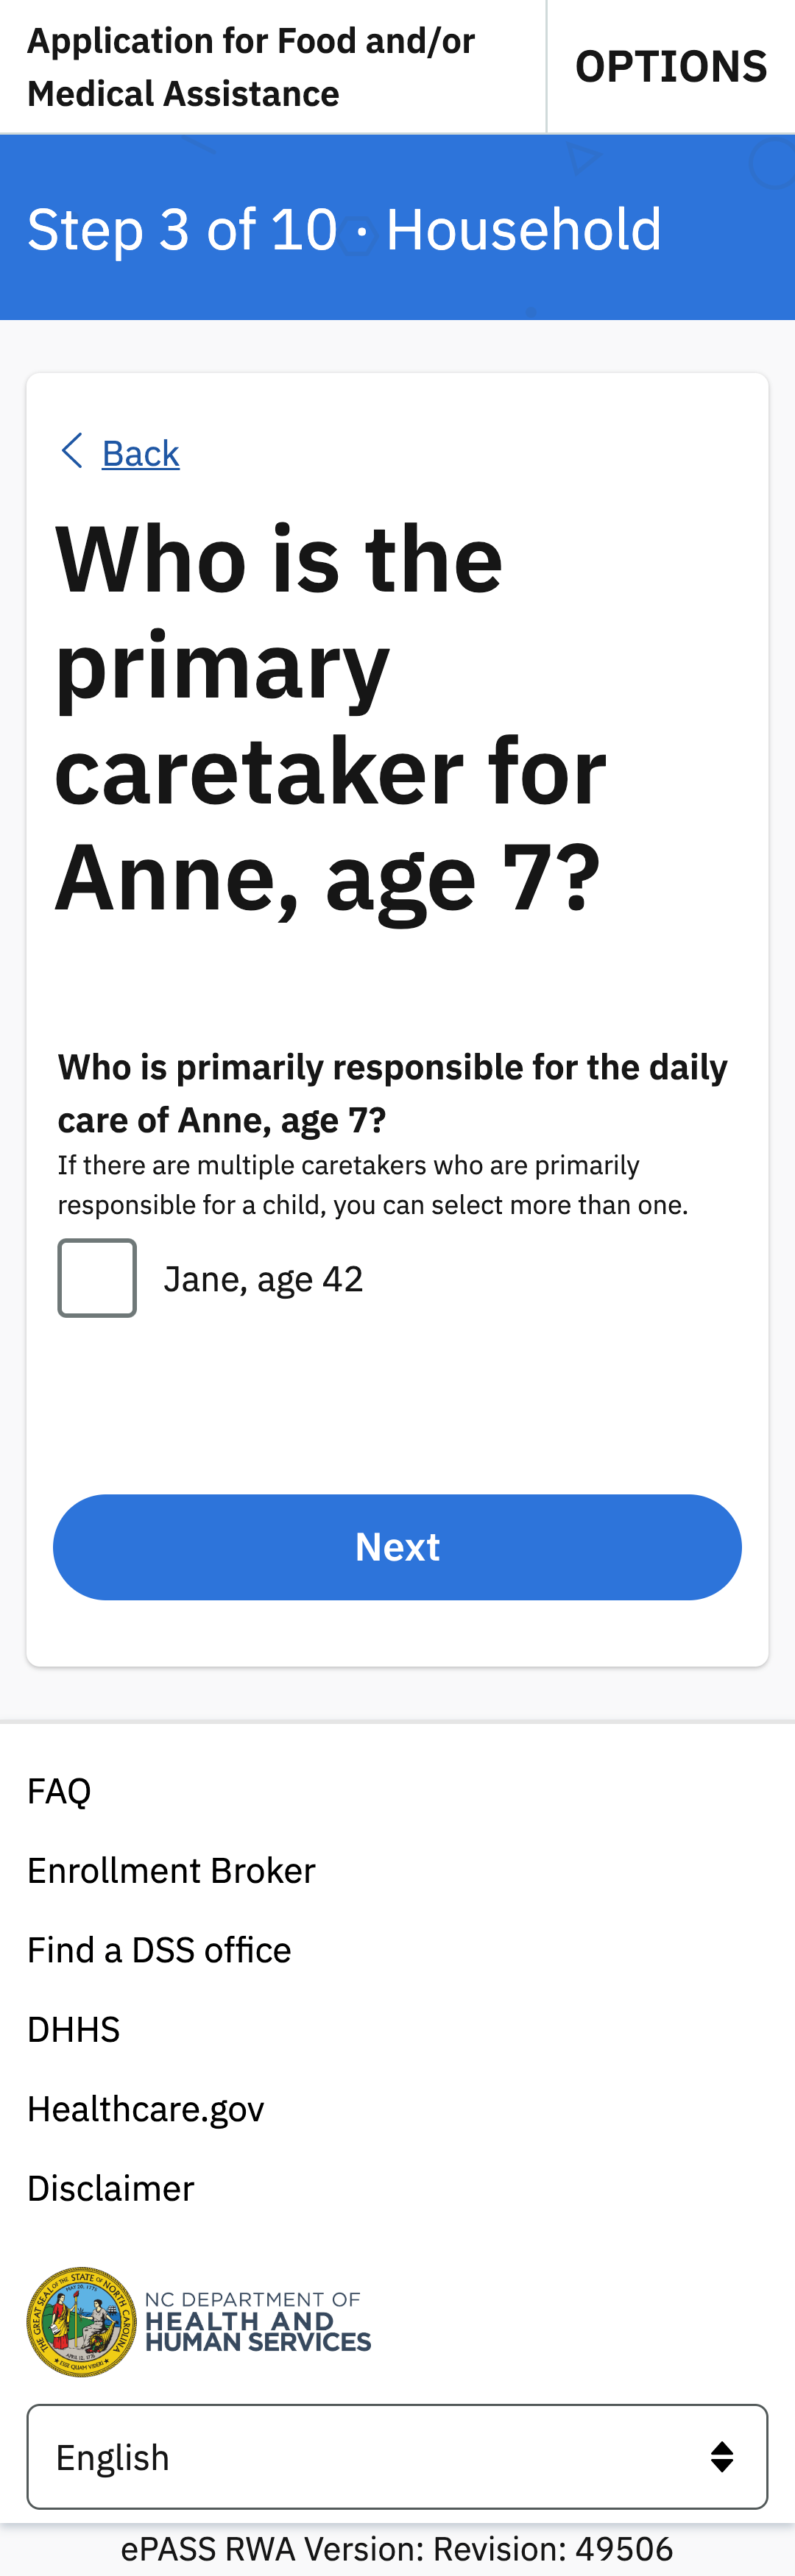 Application for Food and/or
Medical Assistance
OPTIONS
Step 3 of 10 · Household
Back
Who is the
primary
caretaker for
Anne, age 7?
Who is primarily responsible for the daily
care of Anne, age 7?
If there are multiple caretakers who are primarily
responsible for a child, you can select more than one.
Jane, age 42
Next
FAQ
Enrollment Broker
Find a DSS office
DHHS
Healthcare.gov
Disclaimer
THE GREAT SEAL OF THE STATE OF NORTH CAROLINA
MAY 20, 1775
APRIL 12, 1776
ESSE QUAM VIDERI
NC DEPARTMENT OF
HEALTH AND
HUMAN SERVICES
English
ePASS RWA Version: Revision: 49506